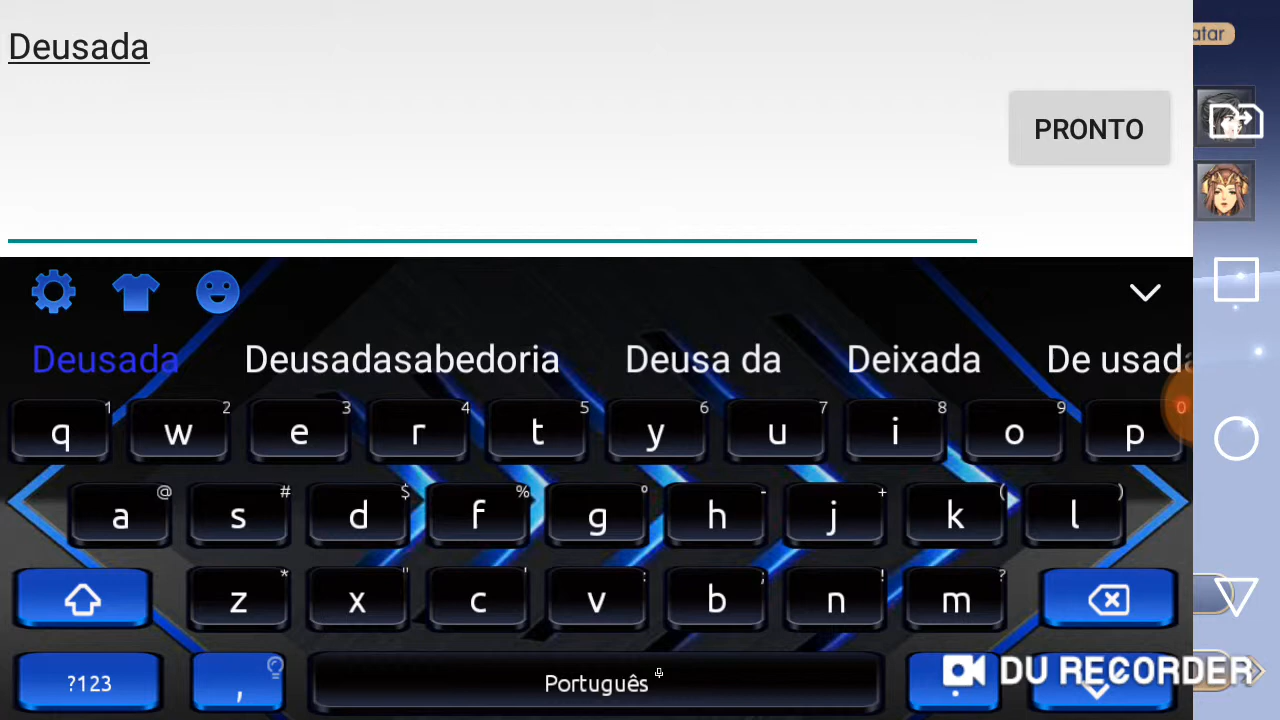 Deusada
atar
PRONTO
Deusada Deusadasabedoria Deusa da Deixada De usada
1 2 3 4 5 6 7 8 9 0
q w e r t y u i o p
@ # $ % º - + ( )
a s d f g h j k l
* " ' : ; ! ?
z x c v b n m
?123 , Português .
DU RECORDER